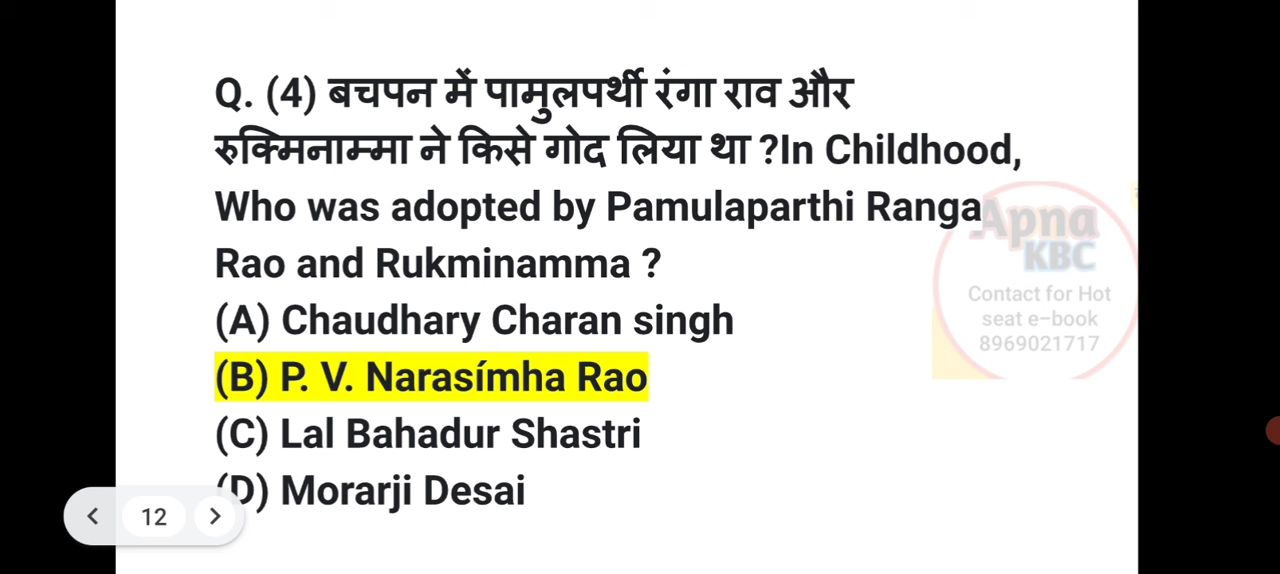 Q. (4) बचपन में पामुलपर्थी रंगा राव और
रुक्मिनाम्मा ने किसे गोद लिया था ?In Childhood,
Who was adopted by Pamulaparthi Ranga
Rao and Rukminamma ?
(A) Chaudhary Charan singh
(B) P. V. Narasímha Rao
(C) Lal Bahadur Shastri
(D) Morarji Desai
Apna
KBC
Contact for Hot
seat e-book
8969021717
12